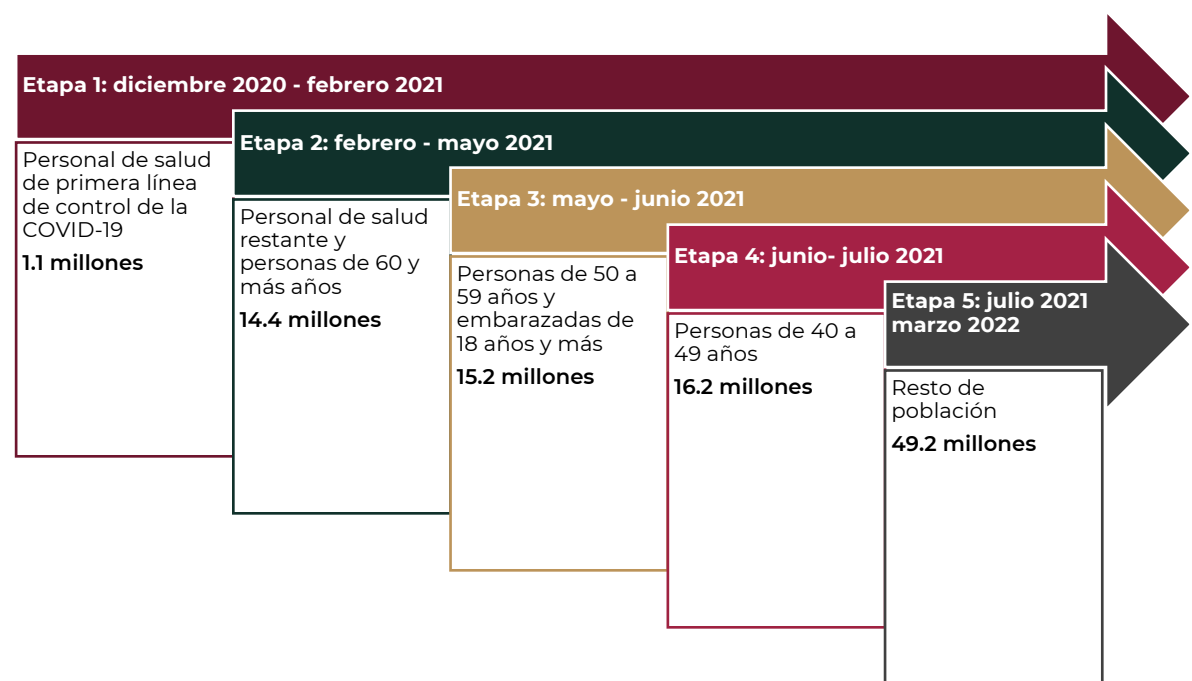 Etapa 1: diciembre 2020 - febrero 2021
Personal de salud
de primera línea
de control de la
COVID-19
1.1 millones
Etapa 2: febrero - mayo 2021
Personal de salud
restante y
personas de 60 y
más años
14.4 millones
Etapa 3: mayo - junio 2021
Personas de 50 a
59 años y
embarazadas de
18 años y más
15.2 millones
Etapa 4: junio- julio 2021
Personas de 40 a
49 años
16.2 millones
Etapa 5: julio 2021
marzo 2022
Resto de
población
49.2 millones